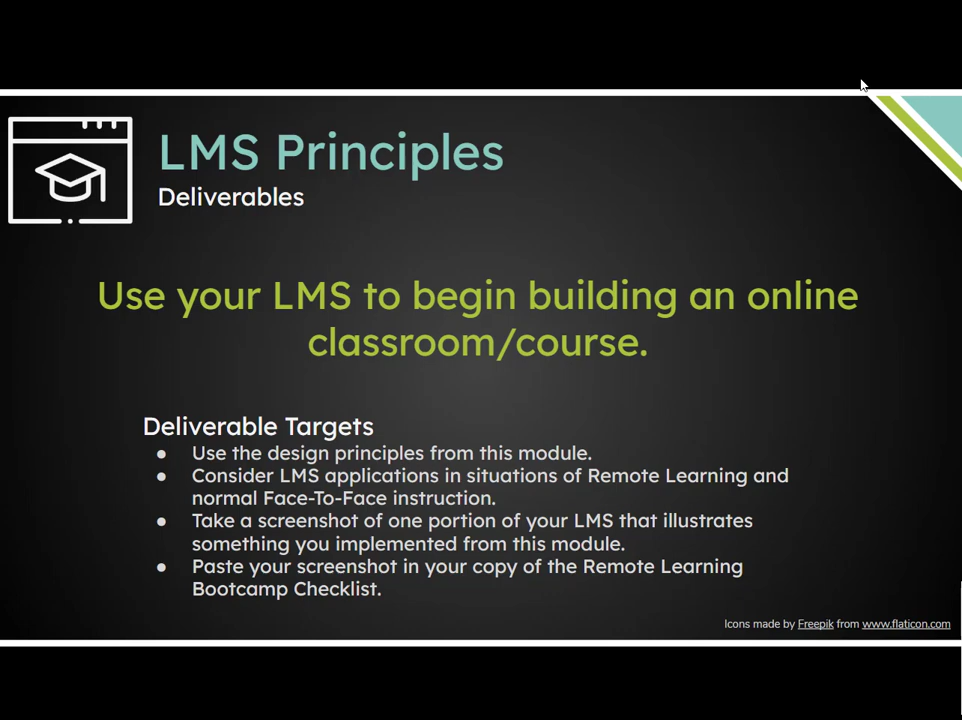 LMS Principles
Deliverables
Use your LMS to begin building an online
classroom/course.
Deliverable Targets
● Use the design principles from this module.
● Consider LMS applications in situations of Remote Learning and
normal Face-To-Face instruction.
● Take a screenshot of one portion of your LMS that illustrates
something you implemented from this module.
● Paste your screenshot in your copy of the Remote Learning
Bootcamp Checklist.
Icons made by Freepik from www.flaticon.com